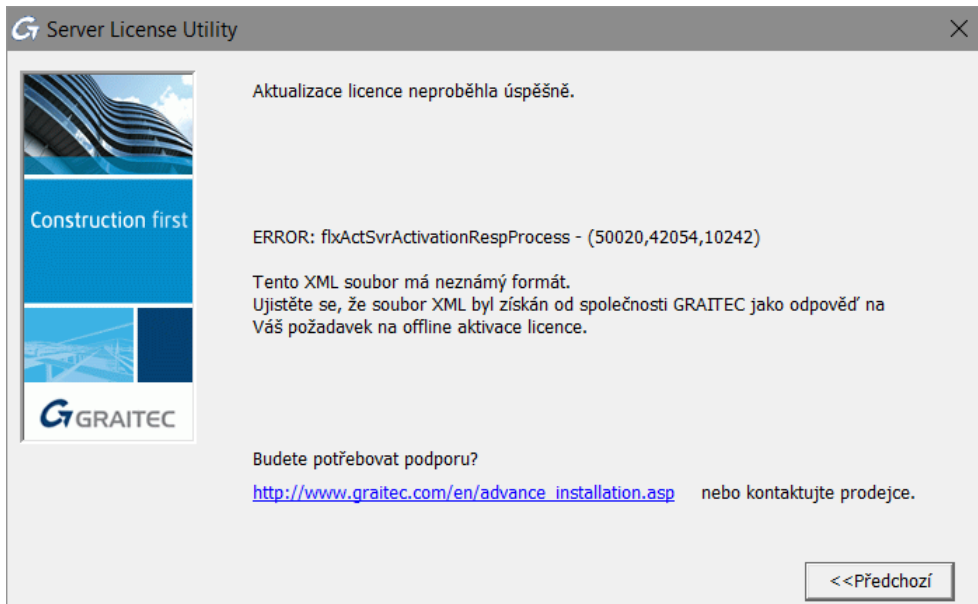 Server License Utility
Aktualizace licence neproběhla úspěšně.
Construction first
ERROR: flxActSvrActivationRespProcess - (50020,42054,10242)
Tento XML soubor má neznámý formát.
Ujistěte se, že soubor XML byl získán od společnosti GRAITEC jako odpověď na
Váš požadavek na offline aktivace licence.
GRAITEC
Budete potřebovat podporu?
http://www.graitec.com/en/advance_installation.asp nebo kontaktujte prodejce.
<<Předchozí